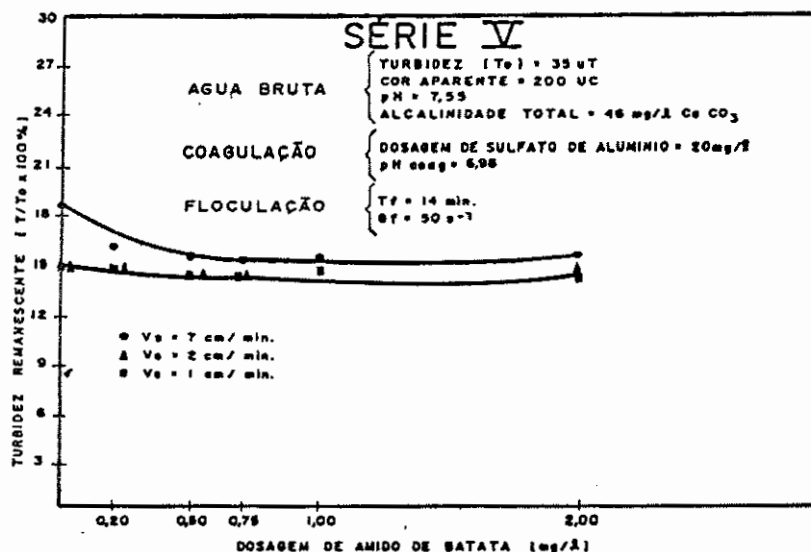 SÉRIE V
30
27
24
21
18
15
12
9
6
3
TURBIDEZ REMANESCENTE [T/To x 100%]
AGUA BRUTA
TURBIDEZ [To] = 35 uT
COR APARENTE = 200 UC
pH = 7,55
ALCALINIDADE TOTAL = 46 mg/l Ca CO3
COAGULAÇÃO
DOSAGEM DE SULFATO DE ALUMINIO = 20mg/l
pH coag = 6,98
FLOCULAÇÃO
Tf = 14 min.
Gf = 50 s-1
Vs = 7 cm/min.
Vs = 2 cm/min.
Vs = 1 cm/min.
0,20 0,50 0,75 1,00 2,00
DOSAGEM DE AMIDO DE BATATA [mg/l]